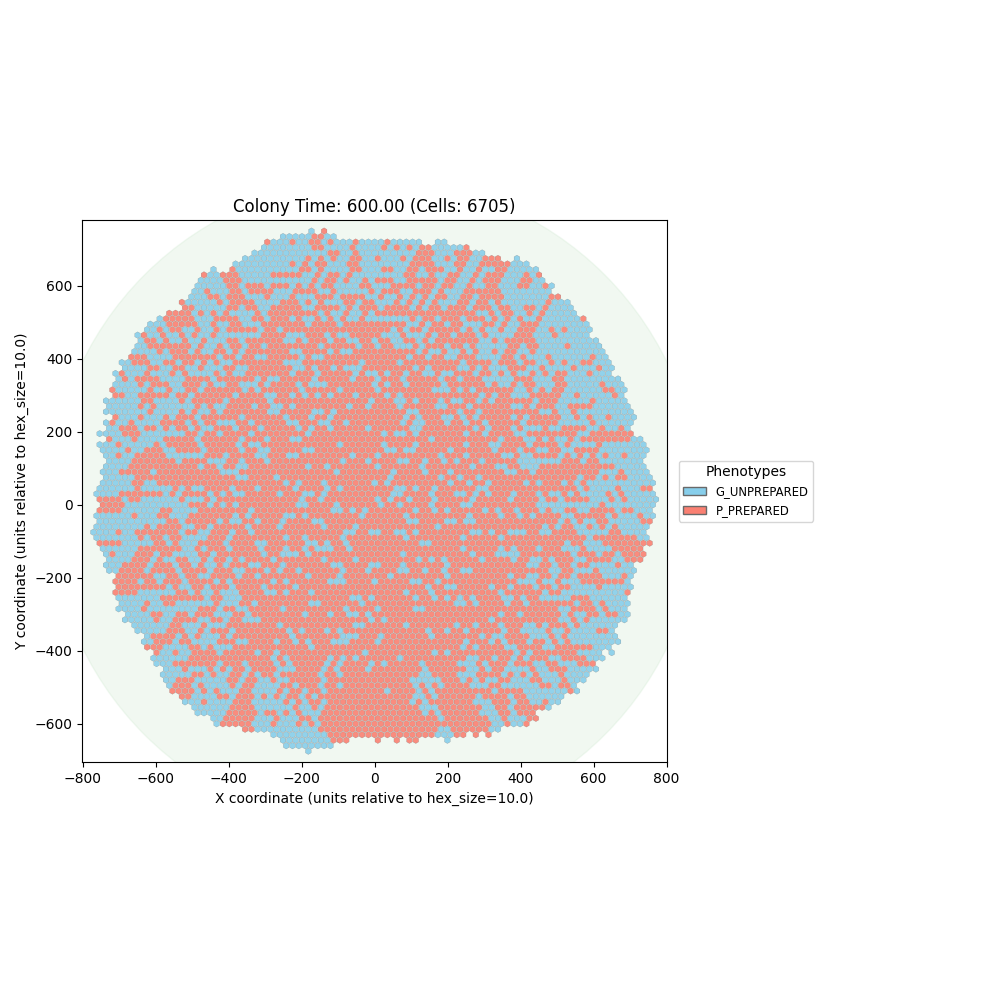 Colony Time: 600.00 (Cells: 6705)
Y coordinate (units relative to hex_size=10.0)
600
400
200
0
−200
−400
−600
−800
−600
−400
−200
0
200
400
600
800
X coordinate (units relative to hex_size=10.0)
Phenotypes
G_UNPREPARED
P_PREPARED